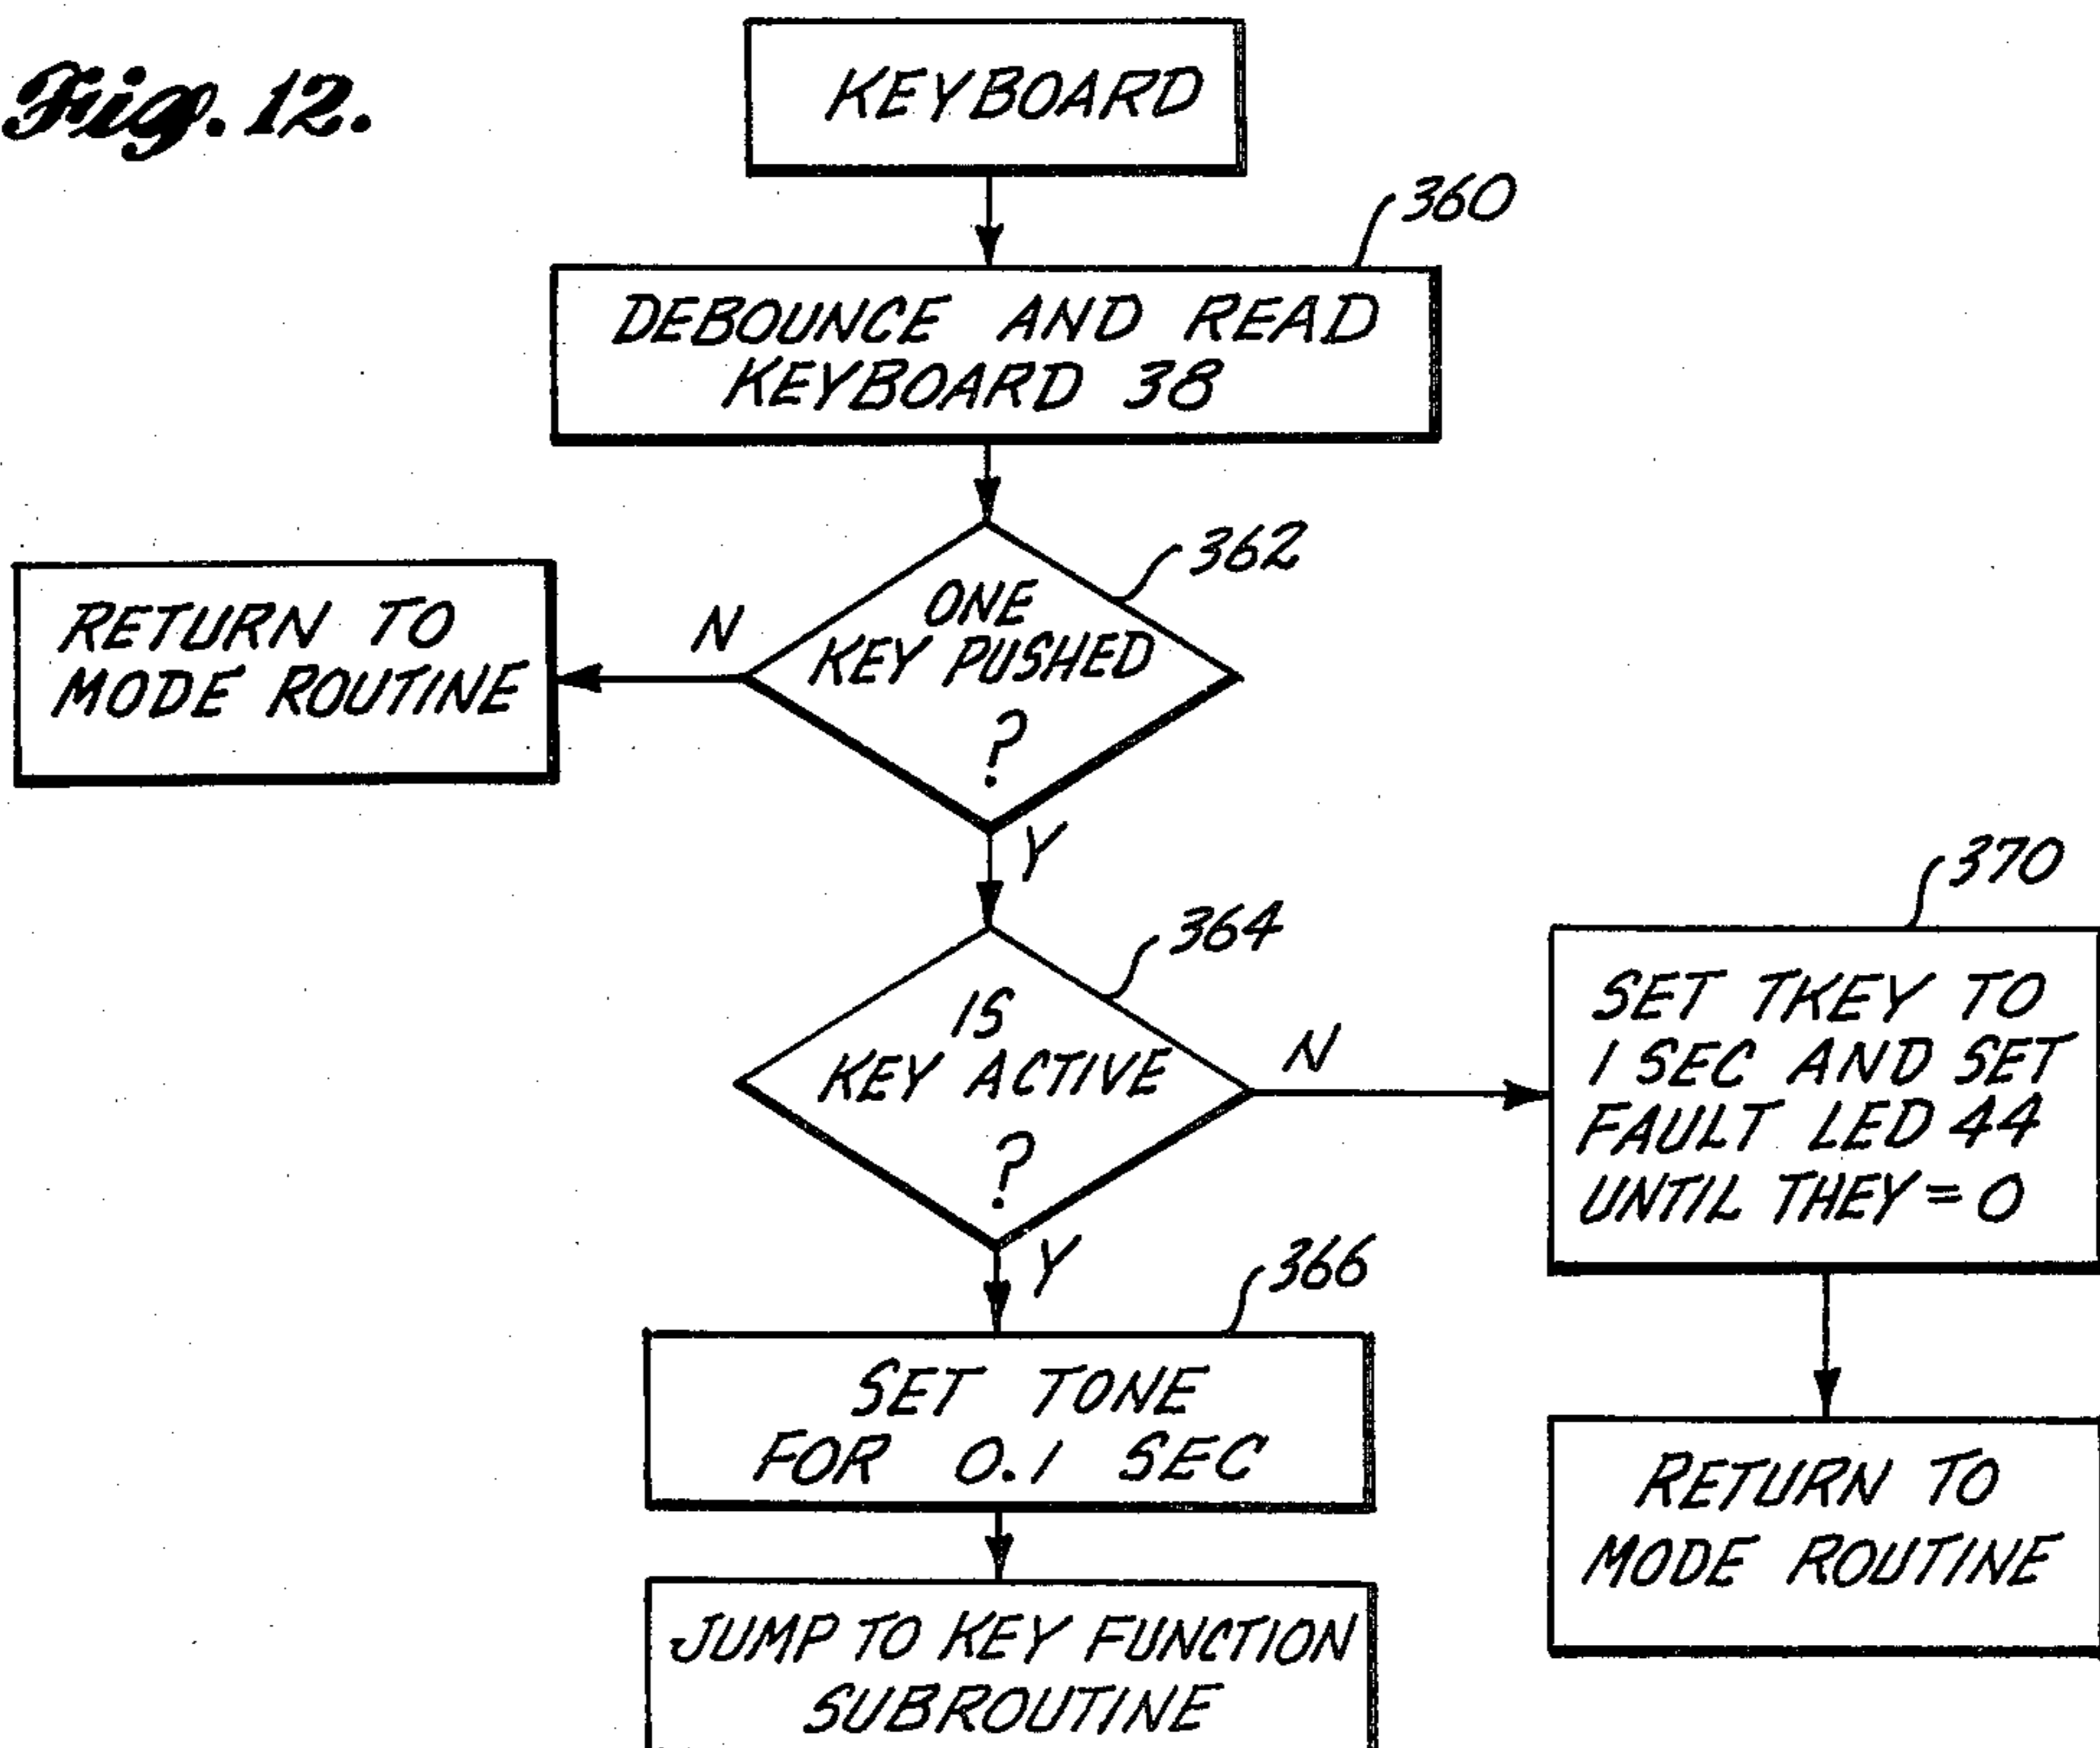 Fig. 12.
KEYBOARD
360
DEBOUNCE AND READ
KEYBOARD 38
362
ONE
KEY PUSHED
?
N
RETURN TO
MODE ROUTINE
Y
364
IS
KEY ACTIVE
?
N
370
SET TKEY TO
1 SEC AND SET
FAULT LED 44
UNTIL THEY = 0
Y
366
SET TONE
FOR 0.1 SEC
RETURN TO
MODE ROUTINE
JUMP TO KEY FUNCTION
SUBROUTINE